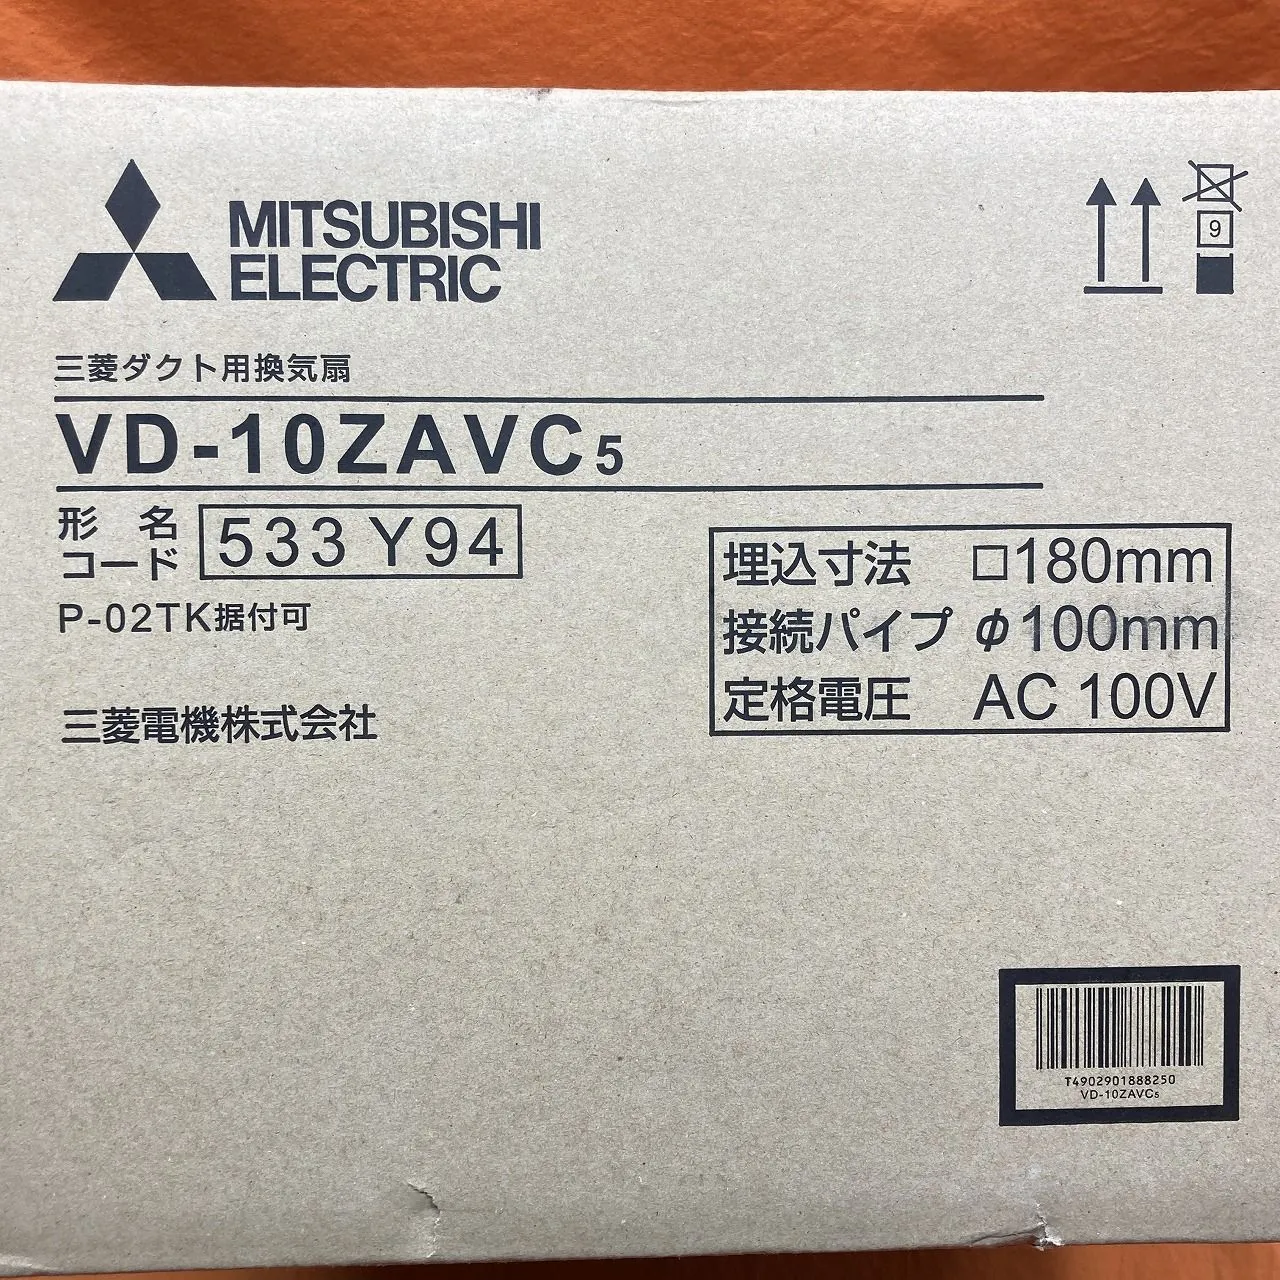 MITSUBISHI
ELECTRIC
9
三菱ダクト用換気扇
VD-10ZAVC5
形名
コード 533 Y94
P-02TK据付可
三菱電機株式会社
埋込寸法 □180mm
接続パイプ φ100mm
定格電圧 AC 100V
T4902901888250
VD-10ZAVC5